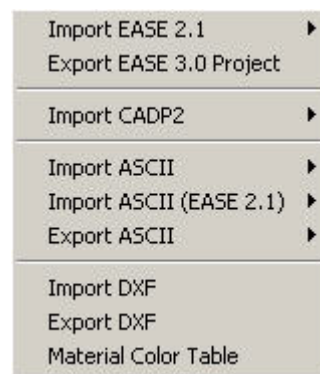 Import EASE 2.1
Export EASE 3.0 Project
Import CADP2
Import ASCII
Import ASCII (EASE 2.1)
Export ASCII
Import DXF
Export DXF
Material Color Table